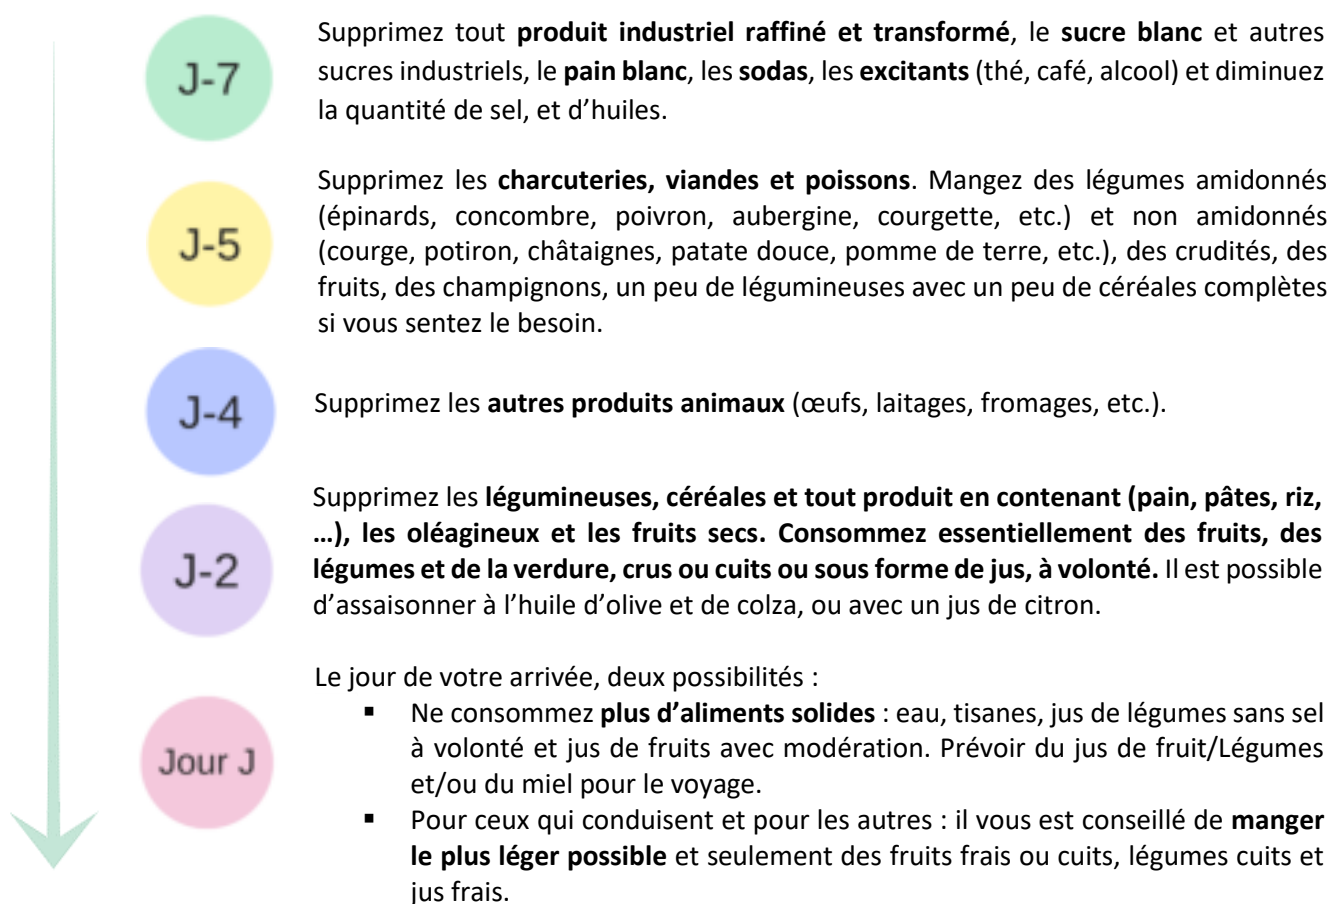 J-7
Supprimez tout produit industriel raffiné et transformé, le sucre blanc et autres
sucres industriels, le pain blanc, les sodas, les excitants (thé, café, alcool) et diminuez
la quantité de sel, et d’huiles.
J-5
Supprimez les charcuteries, viandes et poissons. Mangez des légumes amidonnés
(épinards, concombre, poivron, aubergine, courgette, etc.) et non amidonnés
(courge, potiron, châtaignes, patate douce, pomme de terre, etc.), des crudités, des
fruits, des champignons, un peu de légumineuses avec un peu de céréales complètes
si vous sentez le besoin.
J-4
Supprimez les autres produits animaux (œufs, laitages, fromages, etc.).
J-2
Supprimez les légumineuses, céréales et tout produit en contenant (pain, pâtes, riz,
…), les oléagineux et les fruits secs. Consommez essentiellement des fruits, des
légumes et de la verdure, crus ou cuits ou sous forme de jus, à volonté. Il est possible
d’assaisonner à l’huile d’olive et de colza, ou avec un jus de citron.
Jour J
Le jour de votre arrivée, deux possibilités :
▪ Ne consommez plus d’aliments solides : eau, tisanes, jus de légumes sans sel
à volonté et jus de fruits avec modération. Prévoir du jus de fruit/Légumes
et/ou du miel pour le voyage.
▪ Pour ceux qui conduisent et pour les autres : il vous est conseillé de manger
le plus léger possible et seulement des fruits frais ou cuits, légumes cuits et
jus frais.